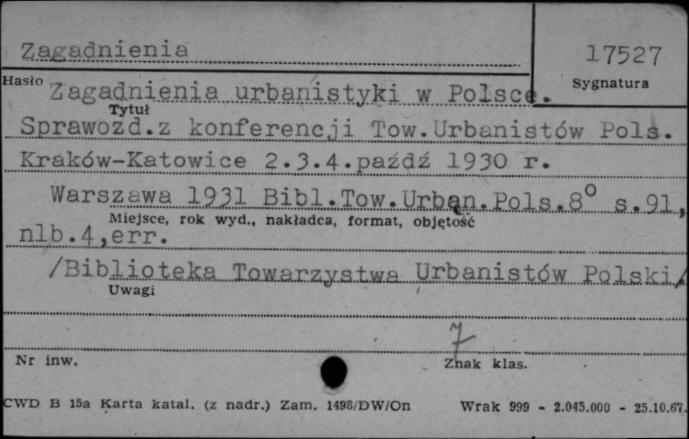 Zagadnienia
17527
Hasło
Sygnatura
Zagadnienia urbanistyki w Polsce.
Tytuł
Sprawozd.z konferencji Tow.Urbanistów Pols.
Kraków-Katowice 2.3.4.paźdź 1930 r.
Warszawa 1931 Bibl.Tow.Urban.Pols.8° s.91,
Miejsce, rok wyd., nakładca, format, objętość
nlb.4,err.
/Biblioteka Towarzystwa Urbanistów Polski/
Uwagi
7
Nr inw.
Znak klas.
CWD B 15a Karta katal. (z nadr.) Zam. 1498/DW/On
Wrak 999 - 2.045.000 - 25.10.67.